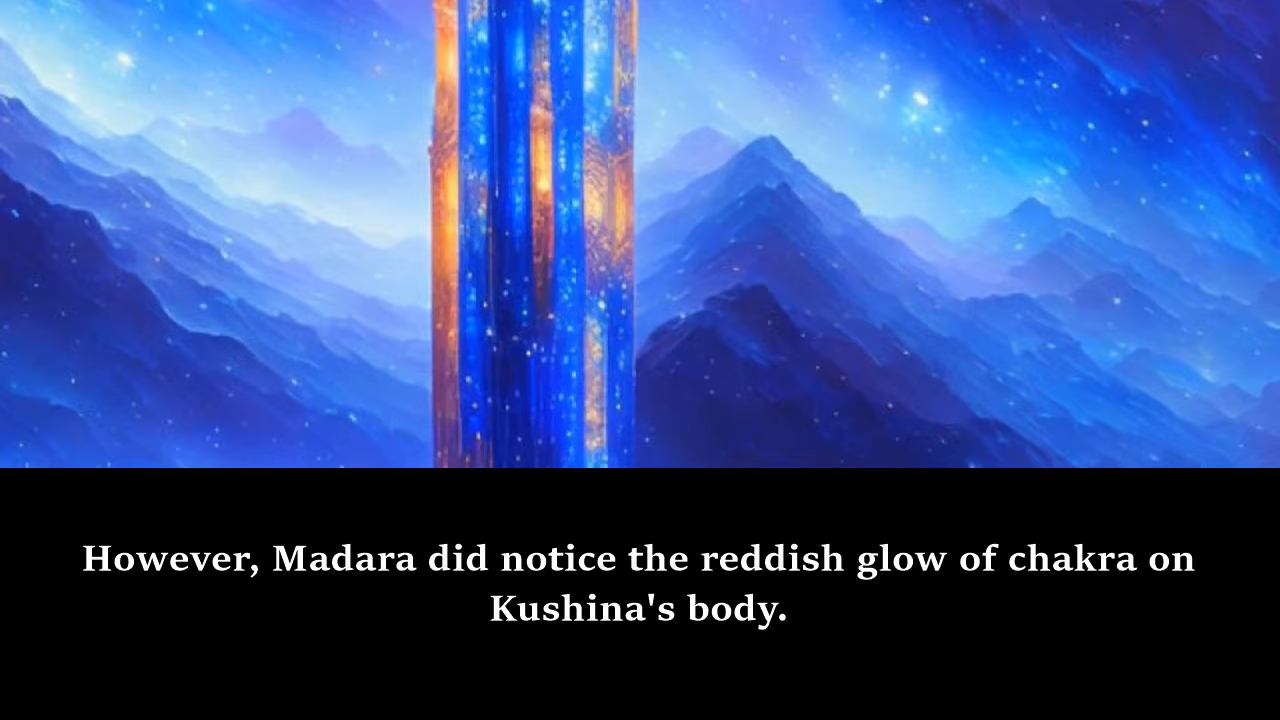 However, Madara did notice the reddish glow of chakra on
Kushina's body.